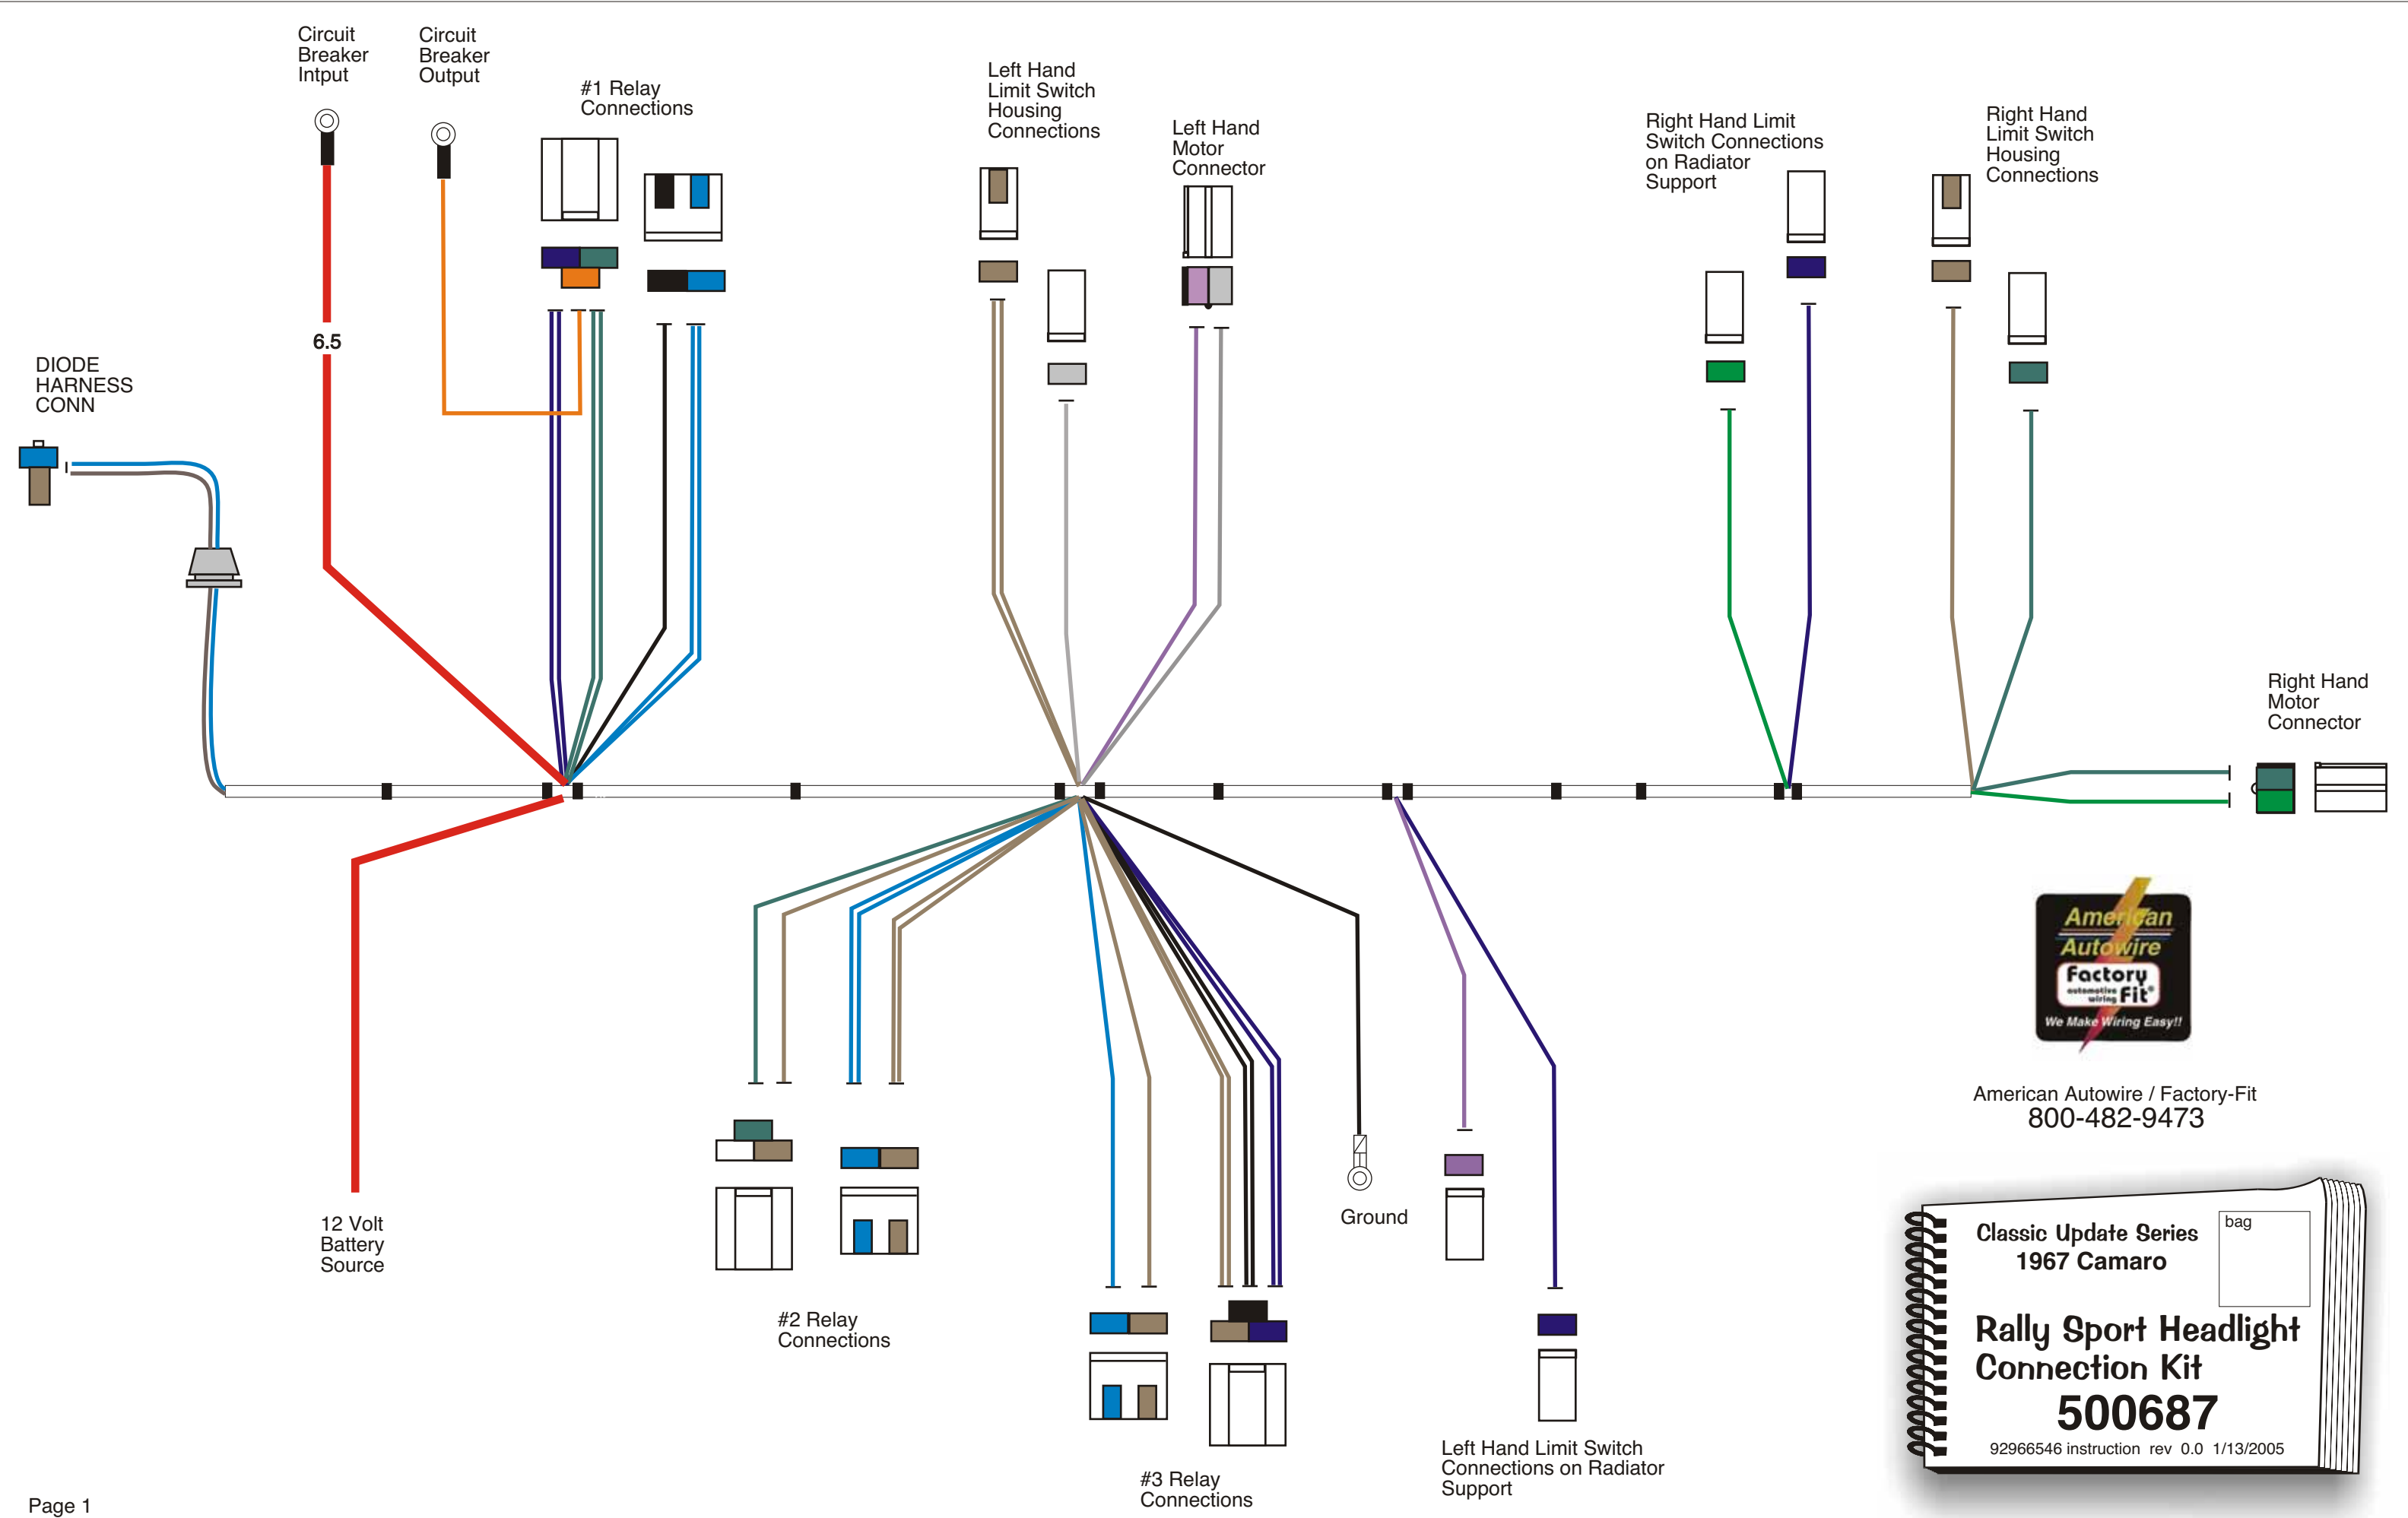 Circuit
Breaker
Intput
Circuit
Breaker
Output
#1 Relay
Connections
Left Hand
Limit Switch
Housing
Connections
Left Hand
Motor
Connector
Right Hand Limit
Switch Connections
on Radiator
Support
Right Hand
Limit Switch
Housing
Connections
6.5
DIODE
HARNESS
CONN
Right Hand
Motor
Connector
12 Volt
Battery
Source
#2 Relay
Connections
#3 Relay
Connections
Ground
Left Hand Limit Switch
Connections on Radiator
Support
American
Autowire
Factory
automotive
wiring
Fit®
We Make Wiring Easy!!
American Autowire / Factory-Fit
800-482-9473
Classic Update Series
1967 Camaro
bag
Rally Sport Headlight
Connection Kit
500687
92966546 instruction rev 0.0 1/13/2005
Page 1